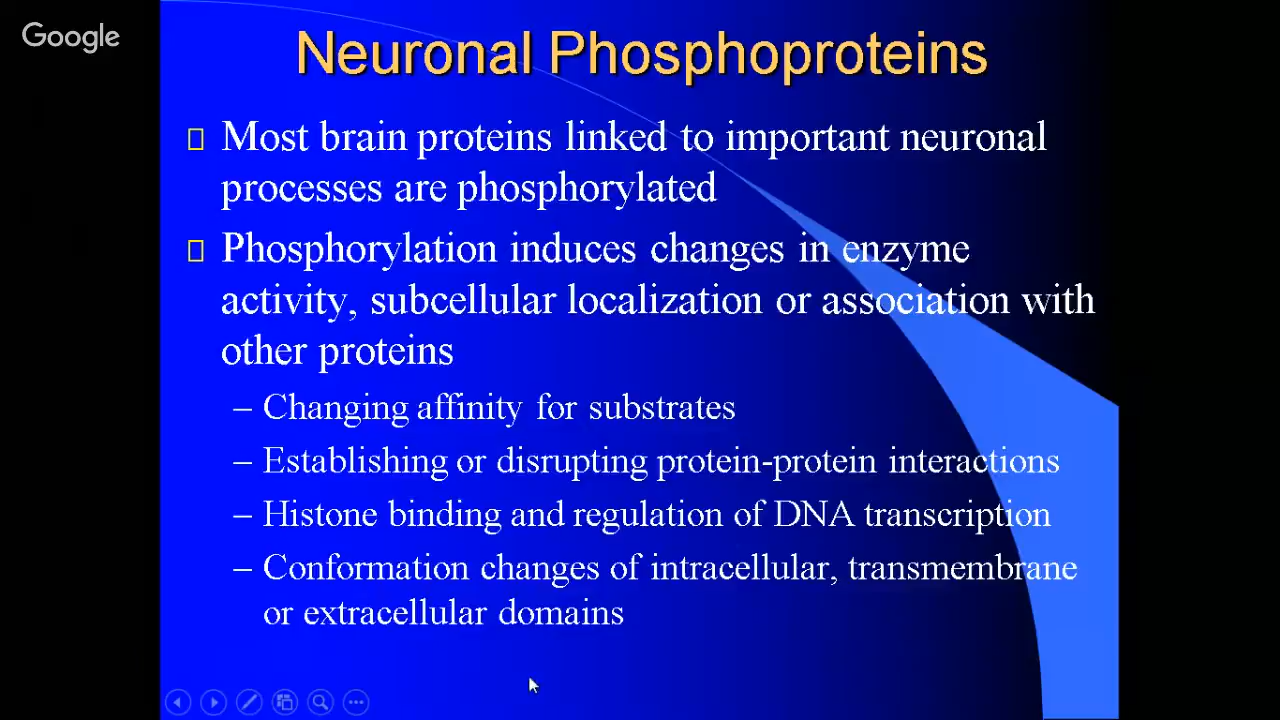 Google
Neuronal Phosphoproteins
Most brain proteins linked to important neuronal
processes are phosphorylated
Phosphorylation induces changes in enzyme
activity, subcellular localization or association with
other proteins
– Changing affinity for substrates
– Establishing or disrupting protein-protein interactions
– Histone binding and regulation of DNA transcription
– Conformation changes of intracellular, transmembrane
or extracellular domains